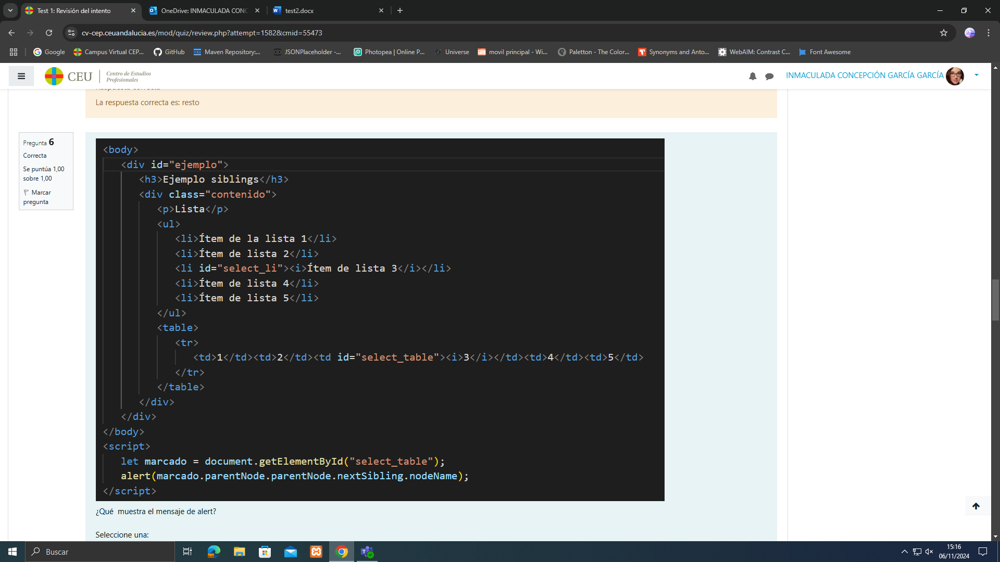 Test 1: Revisión del intento
OneDrive: INMACULADA CONC
test2.docx
cv-cep.ceuandalucia.es/mod/quiz/review.php?attempt=1582&cmid=55473
Google
Campus Virtual CEP...
GitHub
Maven Repository:...
JSONPlaceholder -...
Photopea | Online P...
Universe
movil principal - Wi...
Paletton - The Color...
Synonyms and Anto...
WebAIM: Contrast C...
Font Awesome
CEU
Centro de Estudios
Profesionales
INMACULADA CONCEPCIÓN GARCÍA GARCÍA
Respuesta correcta
La respuesta correcta es: resto
Pregunta 6
Correcta
Se puntúa 1,00
sobre 1,00
Marcar
pregunta
<body>
<div id="ejemplo">
<h3>Ejemplo siblings</h3>
<div class="contenido">
<p>Lista</p>
<ul>
<li>Ítem de la lista 1</li>
<li>Ítem de lista 2</li>
<li id="select_li"><i>Ítem de lista 3</i></li>
<li>Ítem de lista 4</li>
<li>Ítem de lista 5</li>
</ul>
<table>
<tr>
<td>1</td><td>2</td><td id="select_table"><i>3</i></td><td>4</td><td>5</td>
</tr>
</table>
</div>
</div>
</body>
<script>
let marcado = document.getElementById("select_table");
alert(marcado.parentNode.parentNode.nextSibling.nodeName);
</script>
¿Qué  muestra el mensaje de alert?
Seleccione una:
Buscar
15:16
06/11/2024